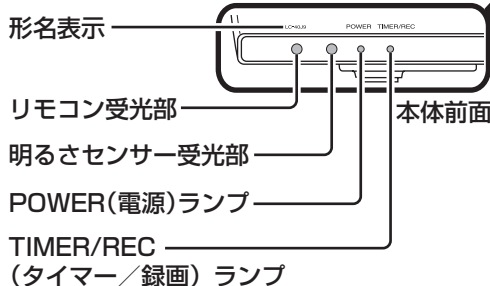 形名表示
LC-40J9
POWER TIMER/REC
リモコン受光部
本体前面
明るさセンサー受光部
POWER(電源)ランプ
TIMER/REC
(タイマー/録画)ランプ